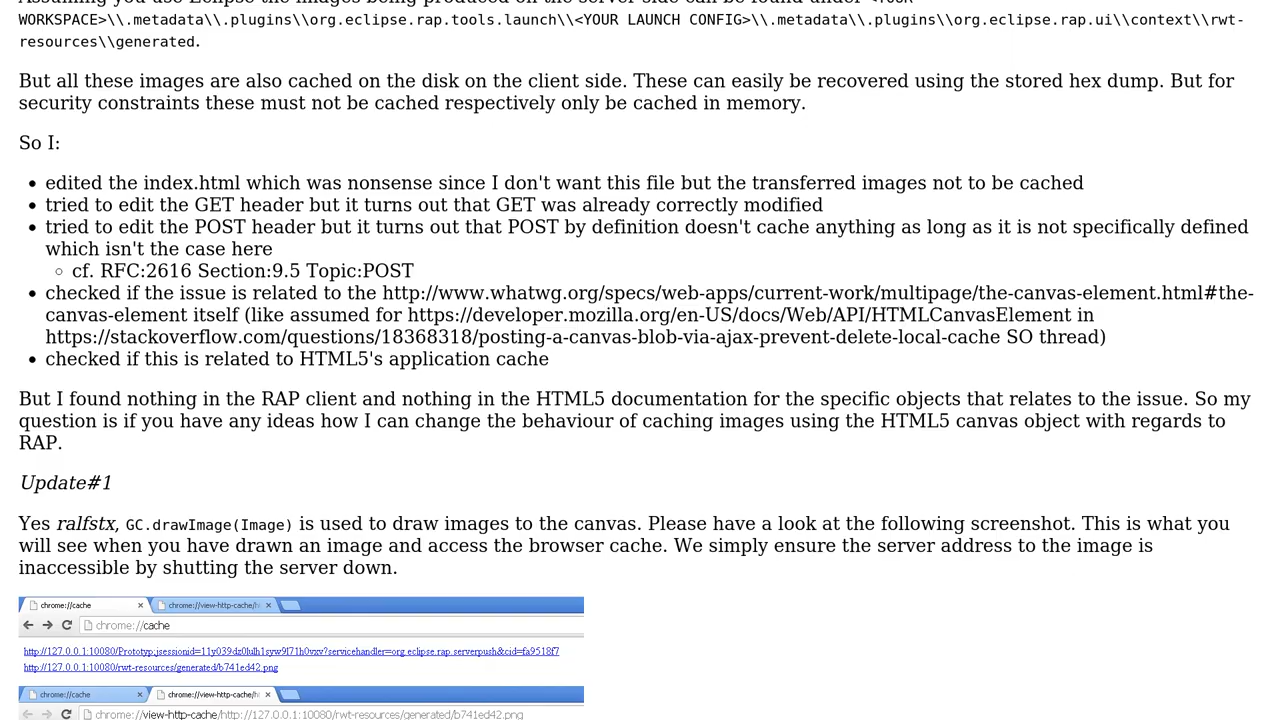 WORKSPACE>\\.metadata\\.plugins\\org.eclipse.rap.tools.launch\\<YOUR LAUNCH CONFIG>\\.metadata\\.plugins\\org.eclipse.rap.ui\\context\\rwt-
resources\\generated.
But all these images are also cached on the disk on the client side. These can easily be recovered using the stored hex dump. But for
security constraints these must not be cached respectively only be cached in memory.
So I:
• edited the index.html which was nonsense since I don't want this file but the transferred images not to be cached
• tried to edit the GET header but it turns out that GET was already correctly modified
• tried to edit the POST header but it turns out that POST by definition doesn't cache anything as long as it is not specifically defined
which isn't the case here
◦ cf. RFC:2616 Section:9.5 Topic:POST
• checked if the issue is related to the http://www.whatwg.org/specs/web-apps/current-work/multipage/the-canvas-element.html#the-
canvas-element itself (like assumed for https://developer.mozilla.org/en-US/docs/Web/API/HTMLCanvasElement in
https://stackoverflow.com/questions/18368318/posting-a-canvas-blob-via-ajax-prevent-delete-local-cache SO thread)
• checked if this is related to HTML5's application cache
But I found nothing in the RAP client and nothing in the HTML5 documentation for the specific objects that relates to the issue. So my
question is if you have any ideas how I can change the behaviour of caching images using the HTML5 canvas object with regards to
RAP.
Update#1
Yes ralfstx, GC.drawImage(Image) is used to draw images to the canvas. Please have a look at the following screenshot. This is what you
will see when you have drawn an image and access the browser cache. We simply ensure the server address to the image is
inaccessible by shutting the server down.
chrome://cache × chrome://view-http-cache/h ×
chrome://cache
http://127.0.0.1:10080/rwt-resources/generated/b741ed42.png
chrome://cache × chrome://view-http-cache/h ×
chrome://view-http-cache/http://127.0.0.1:10080/rwt-resources/generated/b741ed42.png